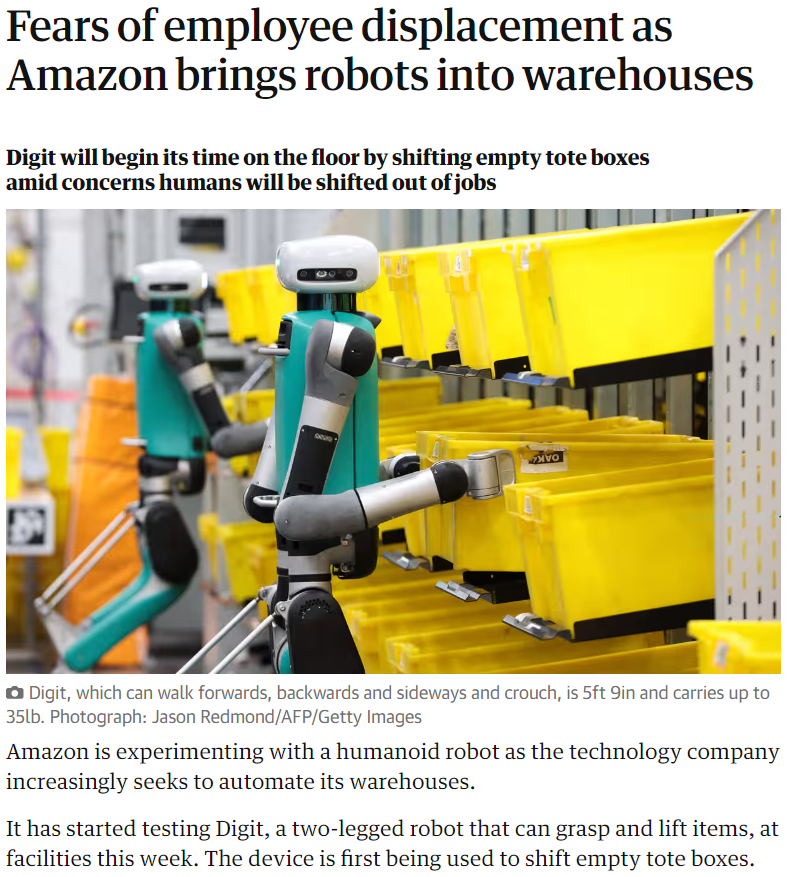 Fears of employee displacement as
Amazon brings robots into warehouses
Digit will begin its time on the floor by shifting empty tote boxes
amid concerns humans will be shifted out of jobs
OAK4
Digit, which can walk forwards, backwards and sideways and crouch, is 5ft 9in and carries up to
35lb. Photograph: Jason Redmond/AFP/Getty Images
Amazon is experimenting with a humanoid robot as the technology company
increasingly seeks to automate its warehouses.
It has started testing Digit, a two-legged robot that can grasp and lift items, at
facilities this week. The device is first being used to shift empty tote boxes.